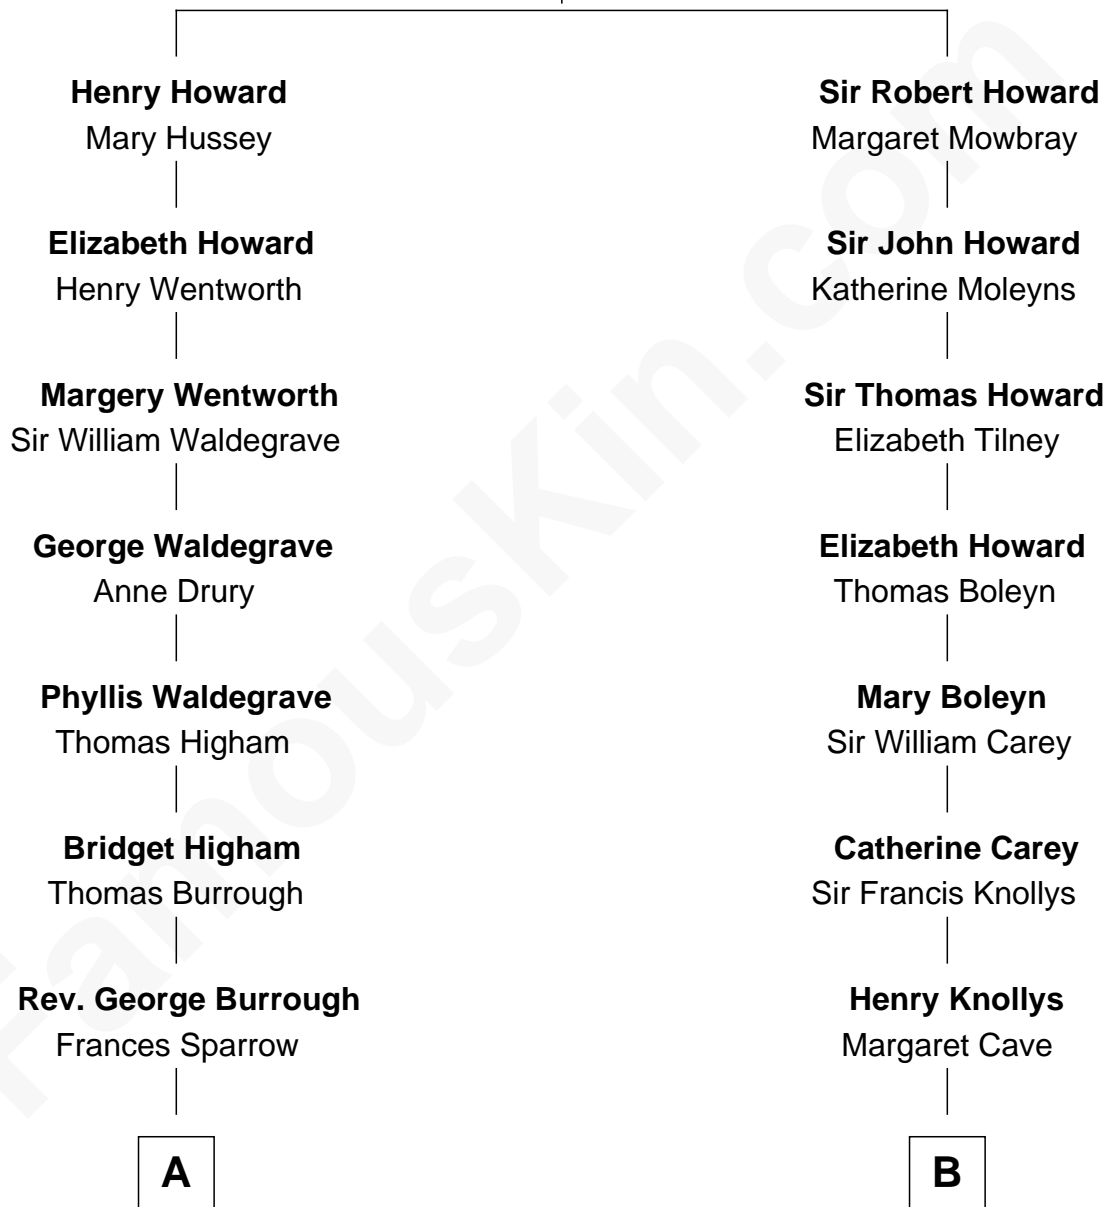 Henry Howard
Mary Hussey
Elizabeth Howard
Henry Wentworth
Margery Wentworth
Sir William Waldegrave
George Waldegrave
Anne Drury
Phyllis Waldegrave
Thomas Higham
Bridget Higham
Thomas Burrough
Rev. George Burrough
Frances Sparrow
A
Sir Robert Howard
Margaret Mowbray
Sir John Howard
Katherine Moleyns
Sir Thomas Howard
Elizabeth Tilney
Elizabeth Howard
Thomas Boleyn
Mary Boleyn
Sir William Carey
Catherine Carey
Sir Francis Knollys
Henry Knollys
Margaret Cave
B
FamousKin.com